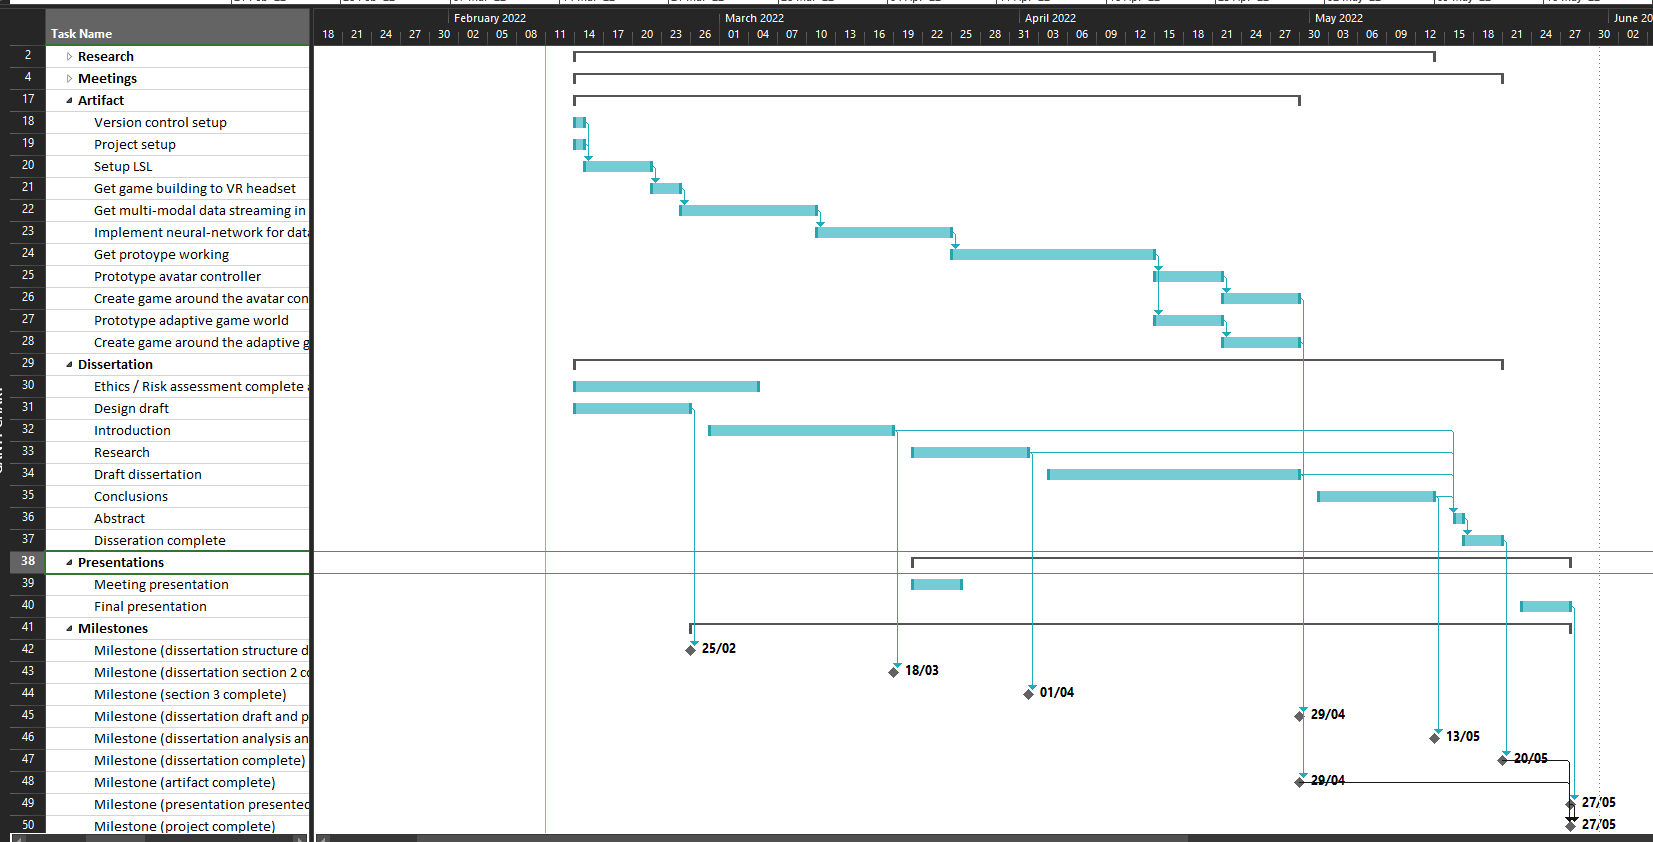 February 2022 March 2022 April 2022 May 2022 June 20
Task Name 18 21 24 27 30 02 05 08 11 14 17 20 23 26 01 04 07 10 13 16 19 22 25 28 31 03 06 09 12 15 18 21 24 27 30 03 06 09 12 15 18 21 24 27 30 02
2 Research
4 Meetings
17 Artifact
18 Version control setup
19 Project setup
20 Setup LSL
21 Get game building to VR headset
22 Get multi-modal data streaming in
23 Implement neural-network for dat
24 Get protoype working
25 Prototype avatar controller
26 Create game around the avatar con
27 Prototype adaptive game world
28 Create game around the adaptive g
29 Dissertation
30 Ethics / Risk assessment complete
31 Design draft
32 Introduction
33 Research
34 Draft dissertation
35 Conclusions
36 Abstract
37 Disseration complete
38 Presentations
39 Meeting presentation
40 Final presentation
41 Milestones
42 Milestone (dissertation structure d 25/02
43 Milestone (dissertation section 2 co 18/03
44 Milestone (section 3 complete) 01/04
45 Milestone (dissertation draft and p 29/04
46 Milestone (dissertation analysis an 13/05
47 Milestone (dissertation complete) 20/05
48 Milestone (artifact complete) 29/04
49 Milestone (presentation presented 27/05
50 Milestone (project complete) 27/05